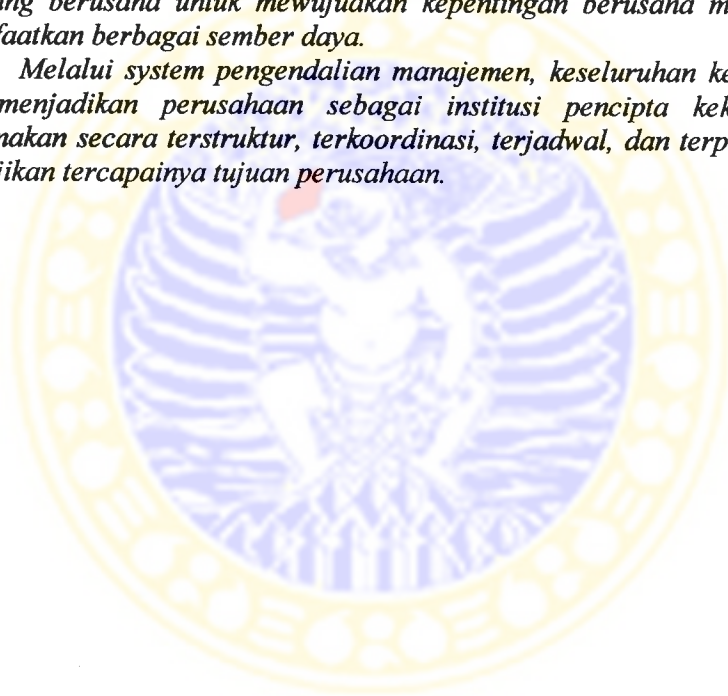 berusaha untuk mewujudkan kepentingan berusaha
faatkan berbagai sember daya.
Melalui system pengendalian manajemen, keseluruhan ke
menjadikan perusahaan sebagai institusi pencipta kek
nakan secara terstruktur, terkoordinasi, terjadwal, dan terp
jikan tercapainya tujuan perusahaan.